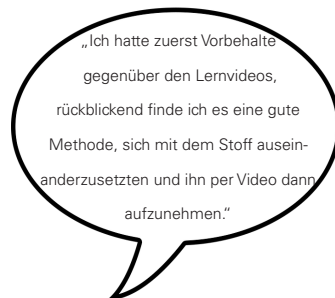 „Ich hatte zuerst Vorbehalte
gegenüber den Lernvideos,
rückblickend finde ich es eine gute
Methode, sich mit dem Stoff ausein-
anderzusetzten und ihn per Video dann
aufzunehmen.“